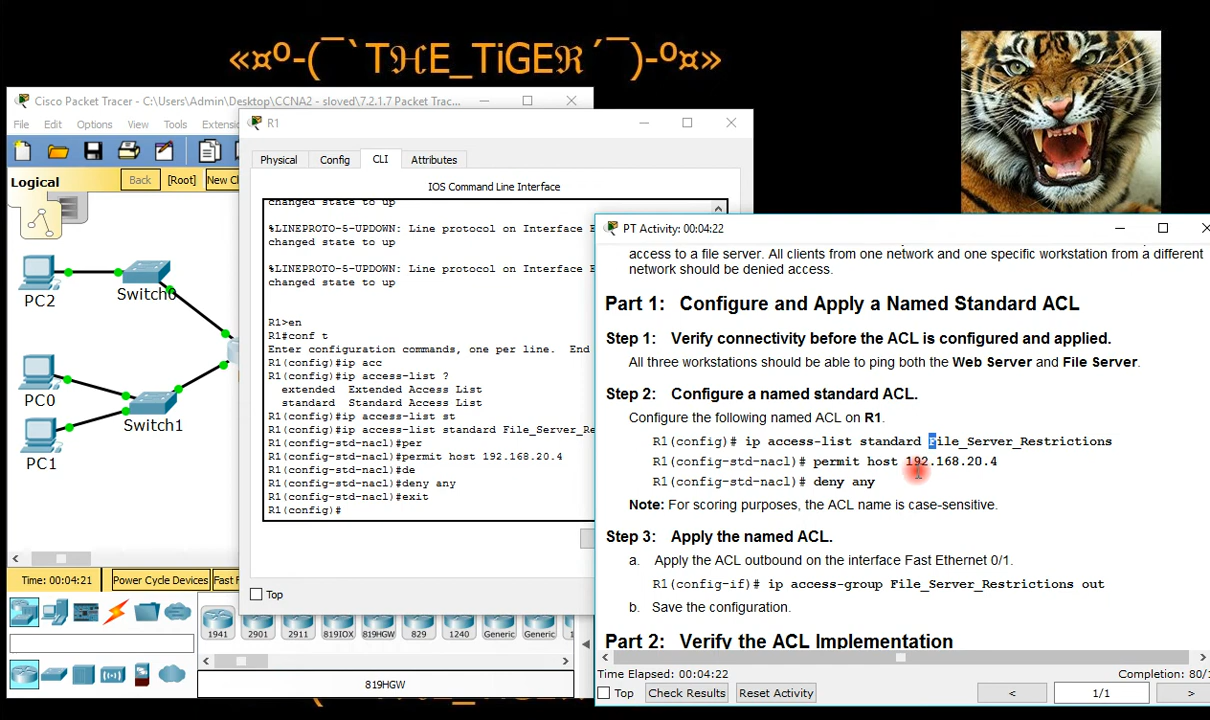 «¤º-(¯`TℋE_TiGEℜ´¯)-º¤»
Cisco Packet Tracer - C:\Users\Admin\Desktop\CCNA2 - sloved\7.2.1.7 Packet Trac...
File Edit Options View Tools Extensio
Logical Back [Root] New Cl
PC2
Switch0
PC0
Switch1
PC1
Time: 00:04:21 Power Cycle Devices Fast F
1941 2901 2911 819IOX 819HGW 829 1240 Generic Generic
819HGW
R1
Physical Config CLI Attributes
IOS Command Line Interface
changed state to up
%LINEPROTO-5-UPDOWN: Line protocol on Interface
changed state to up
%LINEPROTO-5-UPDOWN: Line protocol on Interface
changed state to up
R1>en
R1#conf t
Enter configuration commands, one per line. End
R1(config)#ip acc
R1(config)#ip access-list ?
extended Extended Access List
standard Standard Access List
R1(config)#ip access-list st
R1(config)#ip access-list standard File_Server_Re
R1(config-std-nacl)#per
R1(config-std-nacl)#permit host 192.168.20.4
R1(config-std-nacl)#de
R1(config-std-nacl)#deny any
R1(config-std-nacl)#exit
R1(config)#
Top
PT Activity: 00:04:22
access to a file server. All clients from one network and one specific workstation from a different
network should be denied access.
Part 1: Configure and Apply a Named Standard ACL
Step 1: Verify connectivity before the ACL is configured and applied.
All three workstations should be able to ping both the Web Server and File Server.
Step 2: Configure a named standard ACL.
Configure the following named ACL on R1.
R1(config)# ip access-list standard File_Server_Restrictions
R1(config-std-nacl)# permit host 192.168.20.4
R1(config-std-nacl)# deny any
Note: For scoring purposes, the ACL name is case-sensitive.
Step 3: Apply the named ACL.
a. Apply the ACL outbound on the interface Fast Ethernet 0/1.
R1(config-if)# ip access-group File_Server_Restrictions out
b. Save the configuration.
Part 2: Verify the ACL Implementation
Time Elapsed: 00:04:22 Completion: 80/
Top Check Results Reset Activity < 1/1 >